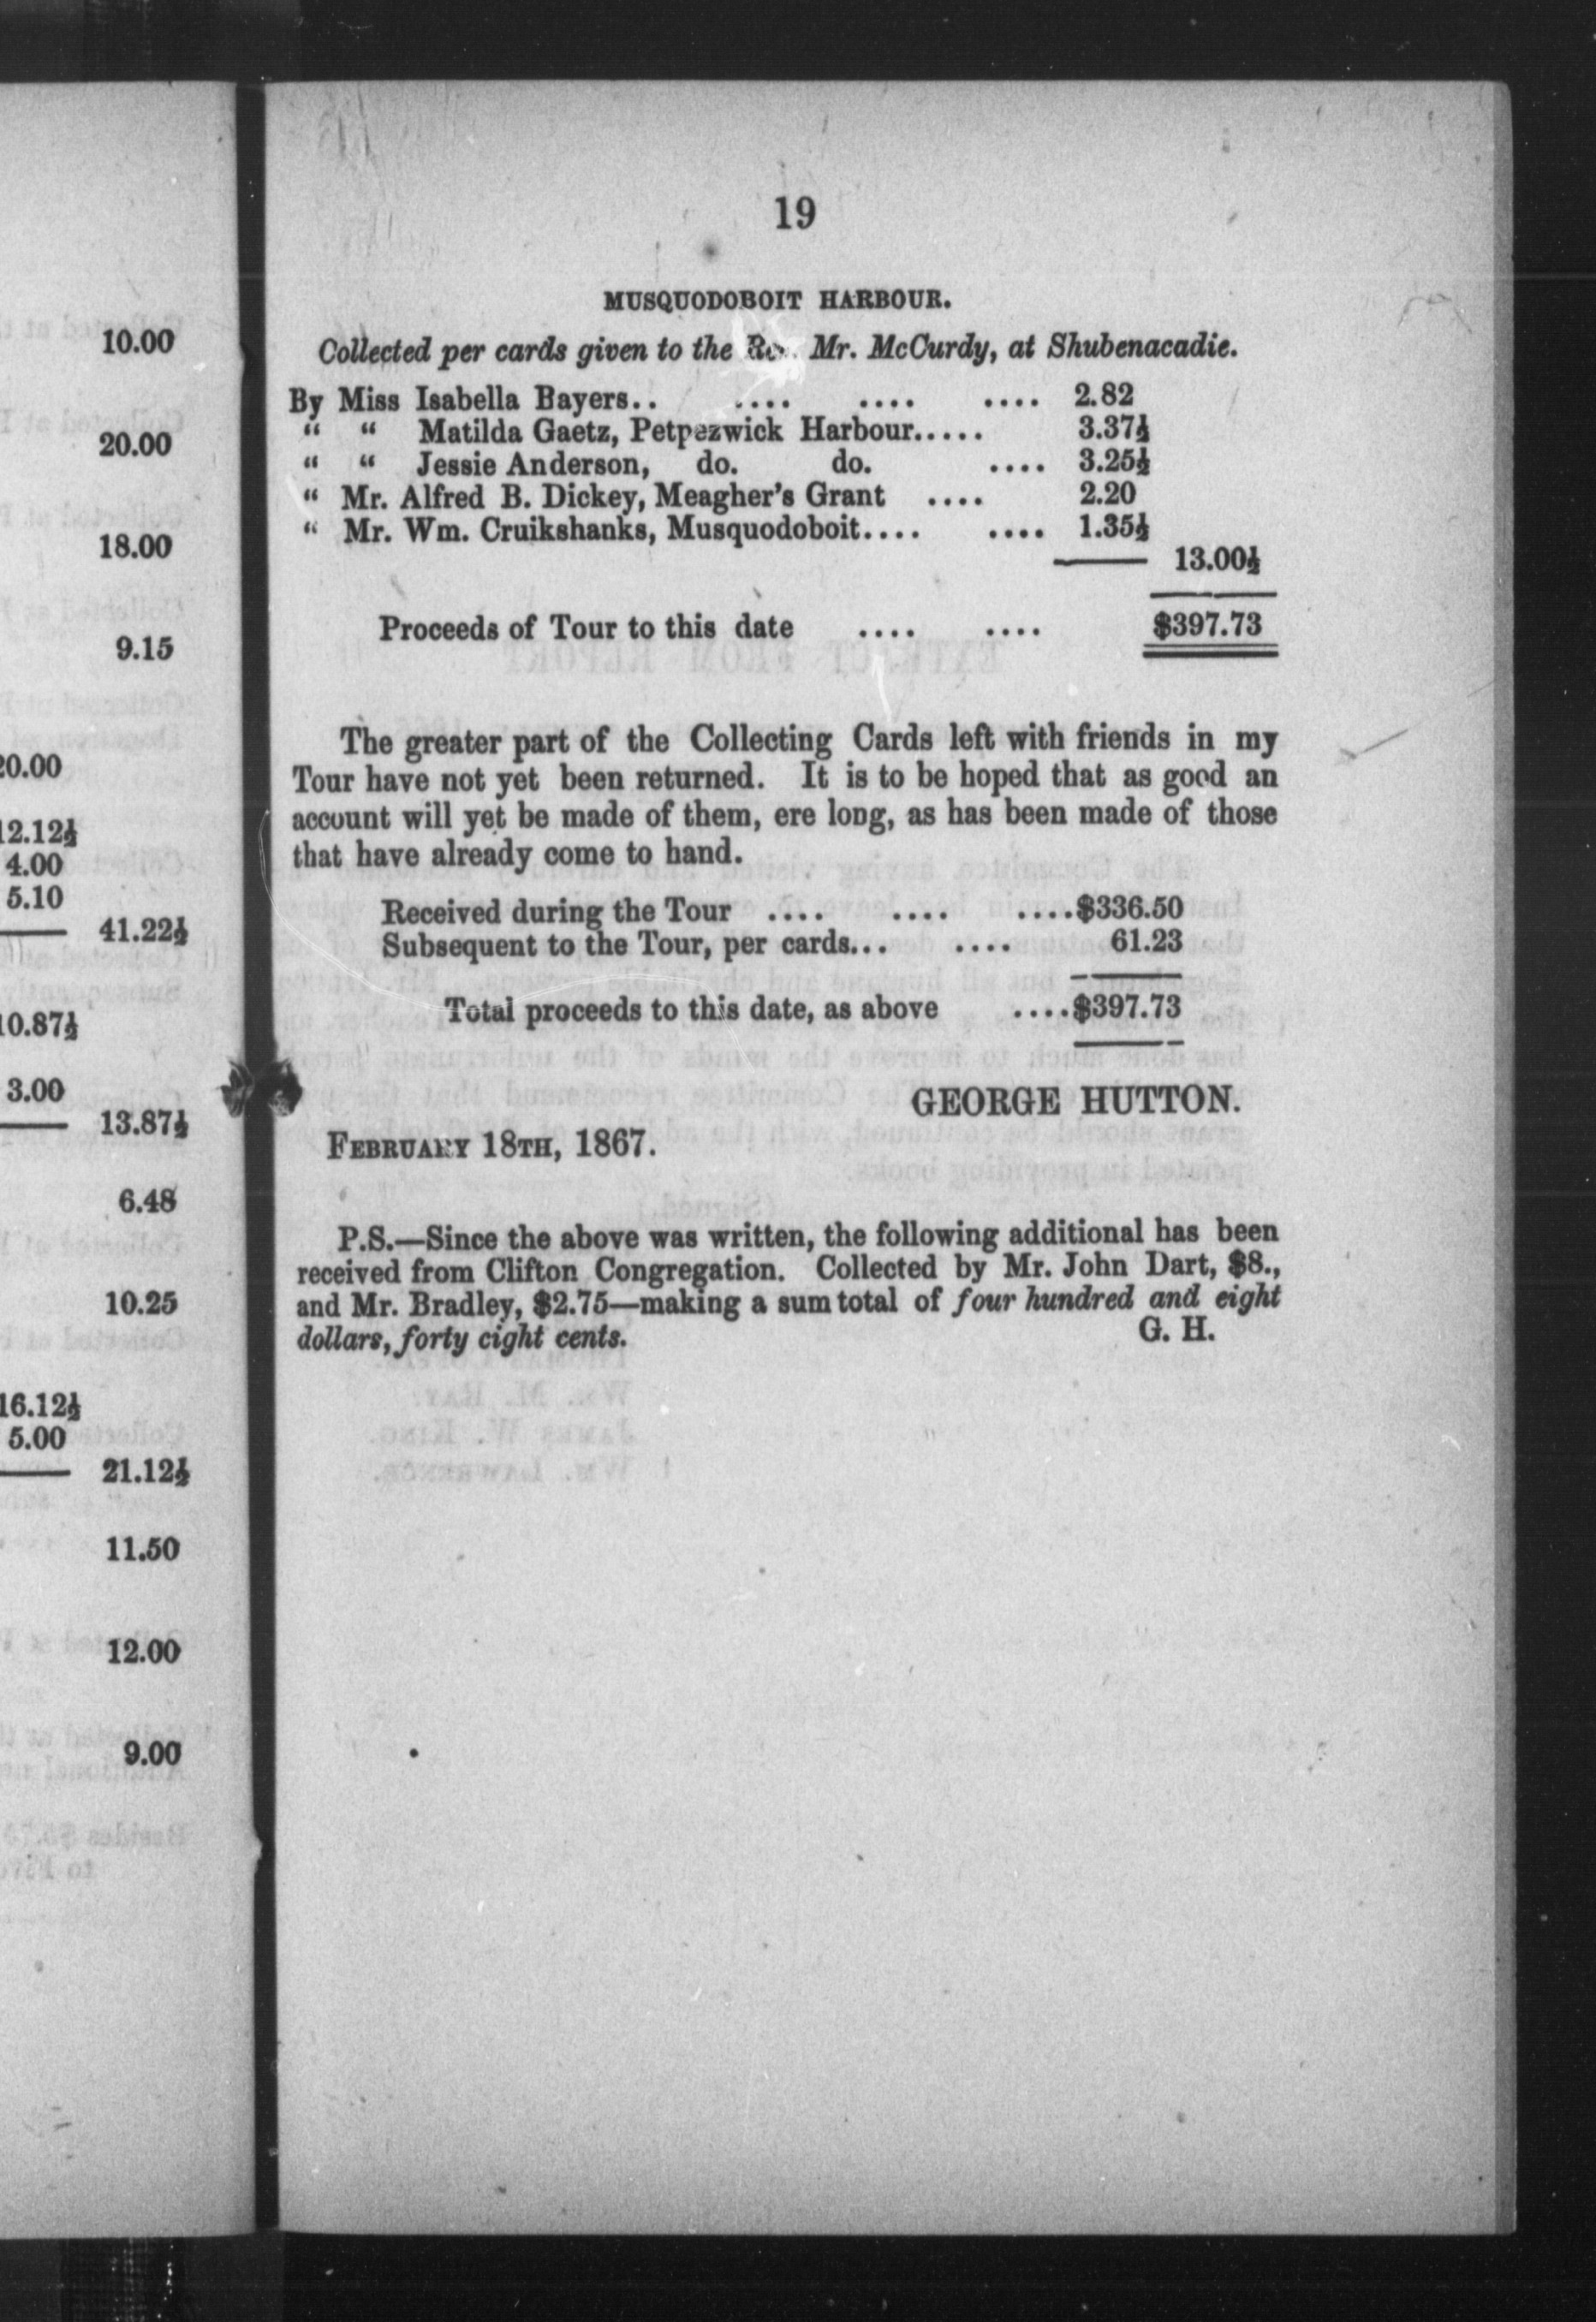 10.00
20.00
18.00
9.15
20.00
12.12½
4.00
5.10
41.22½
10.87½
3.00
13.87½
6.48
10.25
16.12½
5.00
21.12½
11.50
12.00
9.00
19
MUSQUODOBOIT HARBOUR.
Collected per cards given to the Rev. Mr. McCurdy, at Shubenacadie.
By Miss Isabella Bayers.. .... .... .... 2.82
“ “ Matilda Gaetz, Petpezwick Harbour..... 3.37½
“ “ Jessie Anderson, do. do. .... 3.25½
“ Mr. Alfred B. Dickey, Meagher's Grant .... 2.20
“ Mr. Wm. Cruikshanks, Musquodoboit.... .... 1.35½
13.00½
Proceeds of Tour to this date .... .... $397.73
The greater part of the Collecting Cards left with friends in my
Tour have not yet been returned. It is to be hoped that as good an
account will yet be made of them, ere long, as has been made of those
that have already come to hand.
Received during the Tour .... .... ....$336.50
Subsequent to the Tour, per cards... .... 61.23
Total proceeds to this date, as above ....$397.73
GEORGE HUTTON.
FEBRUARY 18TH, 1867.
P.S.—Since the above was written, the following additional has been
received from Clifton Congregation. Collected by Mr. John Dart, $8.,
and Mr. Bradley, $2.75—making a sum total of four hundred and eight
dollars, forty eight cents. G. H.